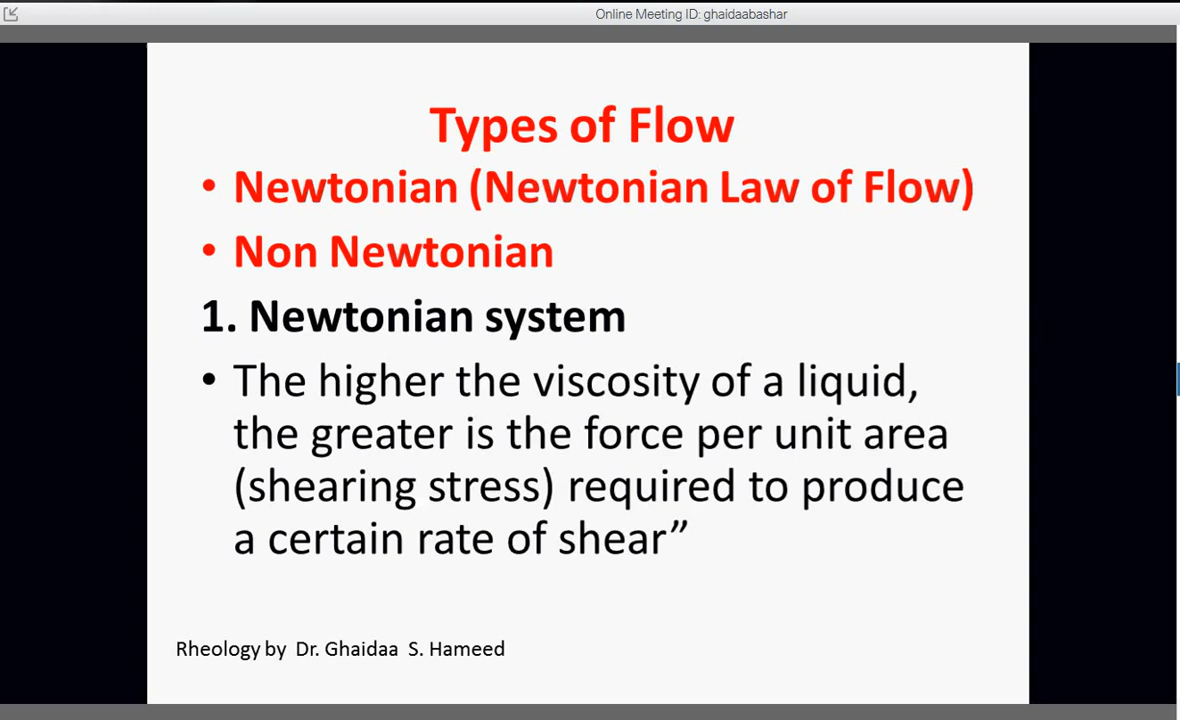 Online Meeting ID: ghaidaabashar
Types of Flow
• Newtonian (Newtonian Law of Flow)
• Non Newtonian
1. Newtonian system
• The higher the viscosity of a liquid,
the greater is the force per unit area
(shearing stress) required to produce
a certain rate of shear”
Rheology by Dr. Ghaidaa S. Hameed